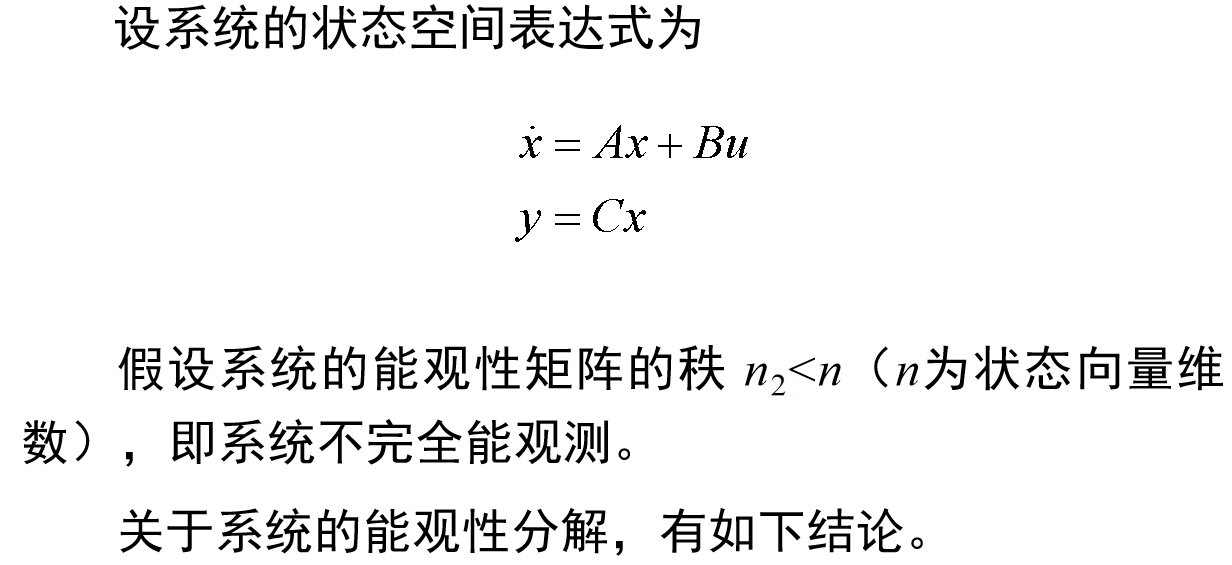 设系统的状态空间表达式为
ẋ = Ax + Bu
y = Cx
假设系统的能观性矩阵的秩 n₂<n（n为状态向量维
数），即系统不完全能观测。
关于系统的能观性分解，有如下结论。